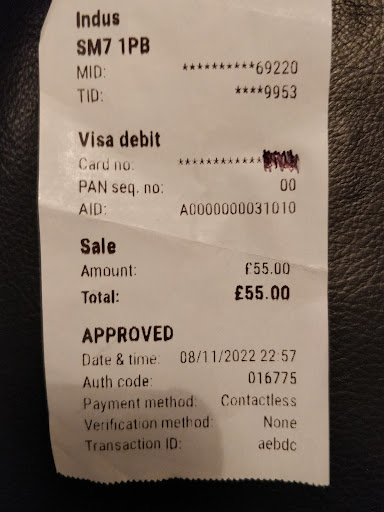 Indus
SM7 1PB
MID: **********69220
TID: ****9953
Visa debit
Card no: ************
PAN seq. no: 00
AID: A0000000031010
Sale
Amount: £55.00
Total: £55.00
APPROVED
Date & time: 08/11/2022 22:57
Auth code: 016775
Payment method: Contactless
Verification method: None
Transaction ID: aebdc